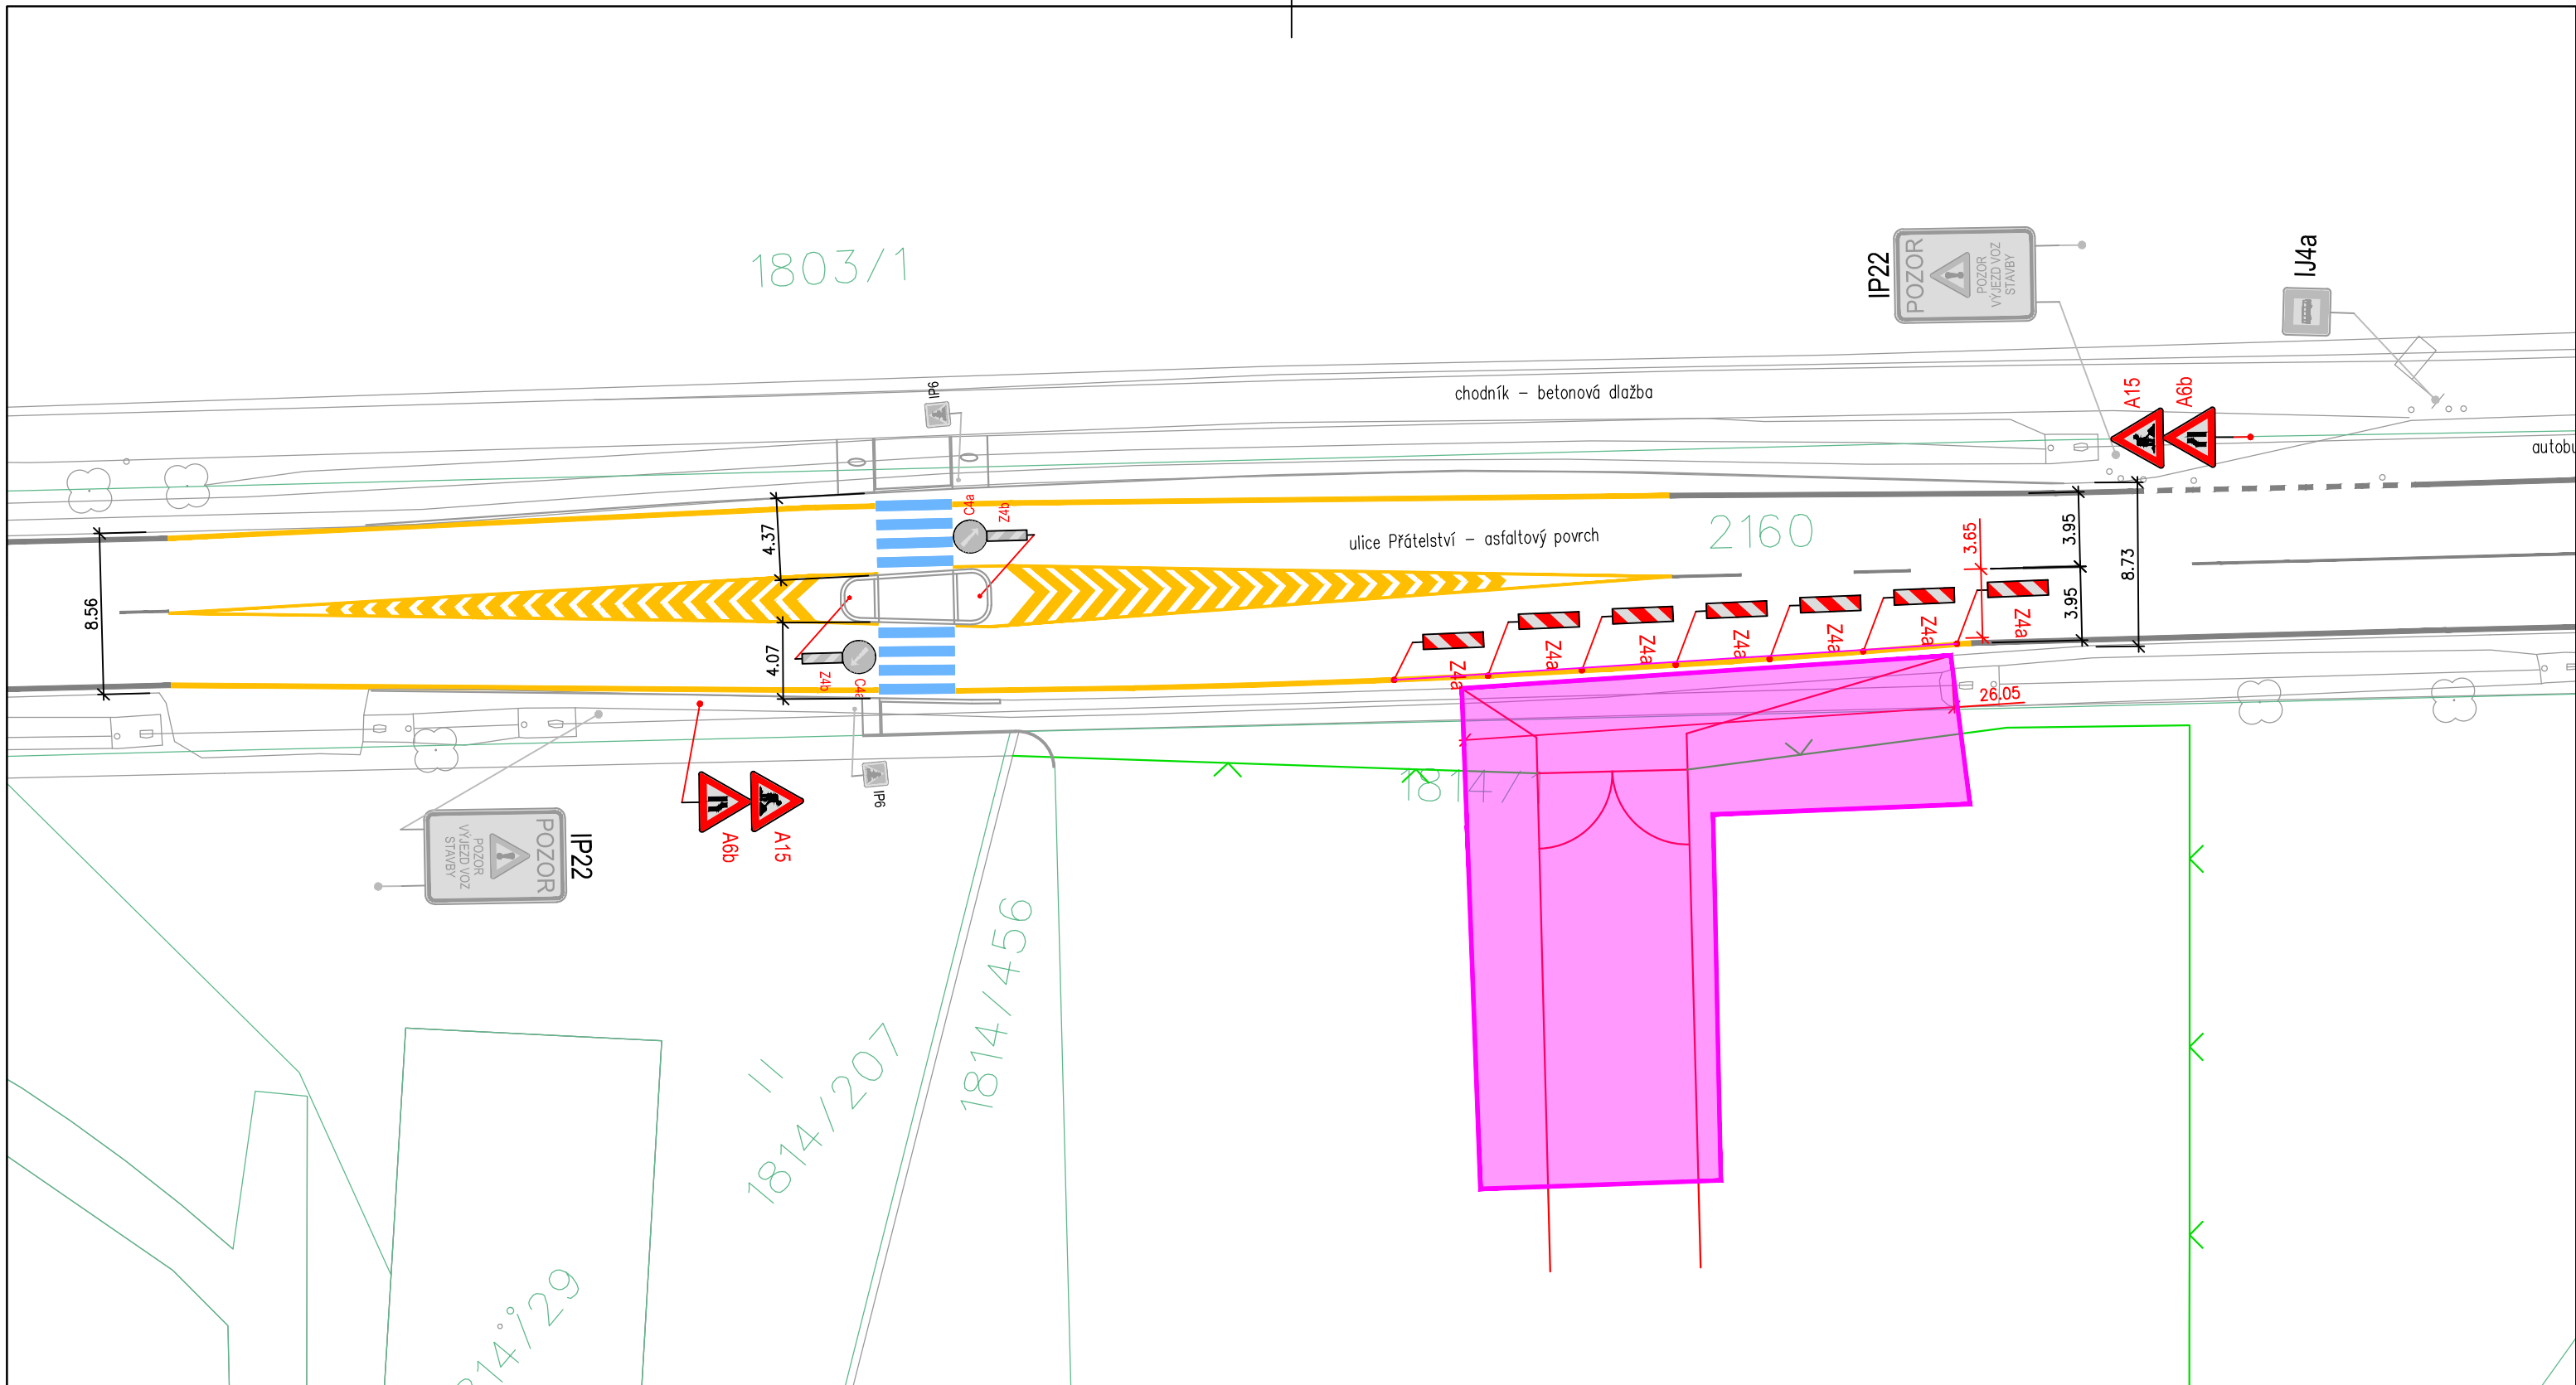 1803/1
IP22
POZOR
POZOR
VÝJEZD VOZ
STAVBY
IJ4a
IP6
chodník – betonová dlažba
A15
A6b
autobu
C4a
Z4b
4.37
ulice Přátelství – asfaltový povrch
2160
3.65
3.95
8.73
3.95
8.56
4.07
Z4b
C4a
Z4a
Z4a
Z4a
Z4a
Z4a
Z4a
Z4a
26.05
IP6
A6b
A15
POZOR
POZOR
VÝJEZD VOZ
STAVBY
IP22
1814/
1814/456
1814/207
814/29